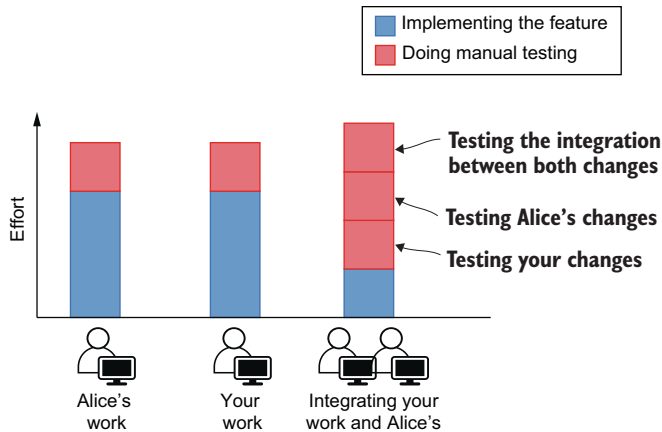 Implementing the feature
Doing manual testing
Effort
Testing the integration
between both changes
Testing Alice's changes
Testing your changes
Alice's
work
Your
work
Integrating your
work and Alice's